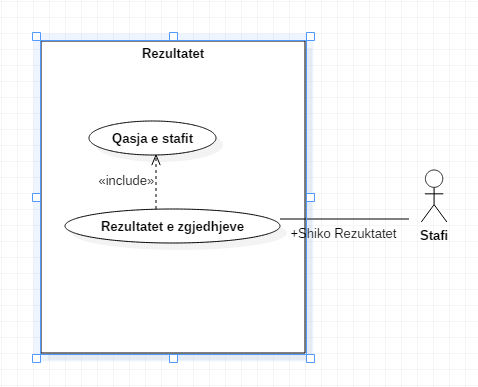 Rezultatet
Qasja e stafit
«include»
Rezultatet e zgjedhjeve
+Shiko Rezuktatet
Stafi